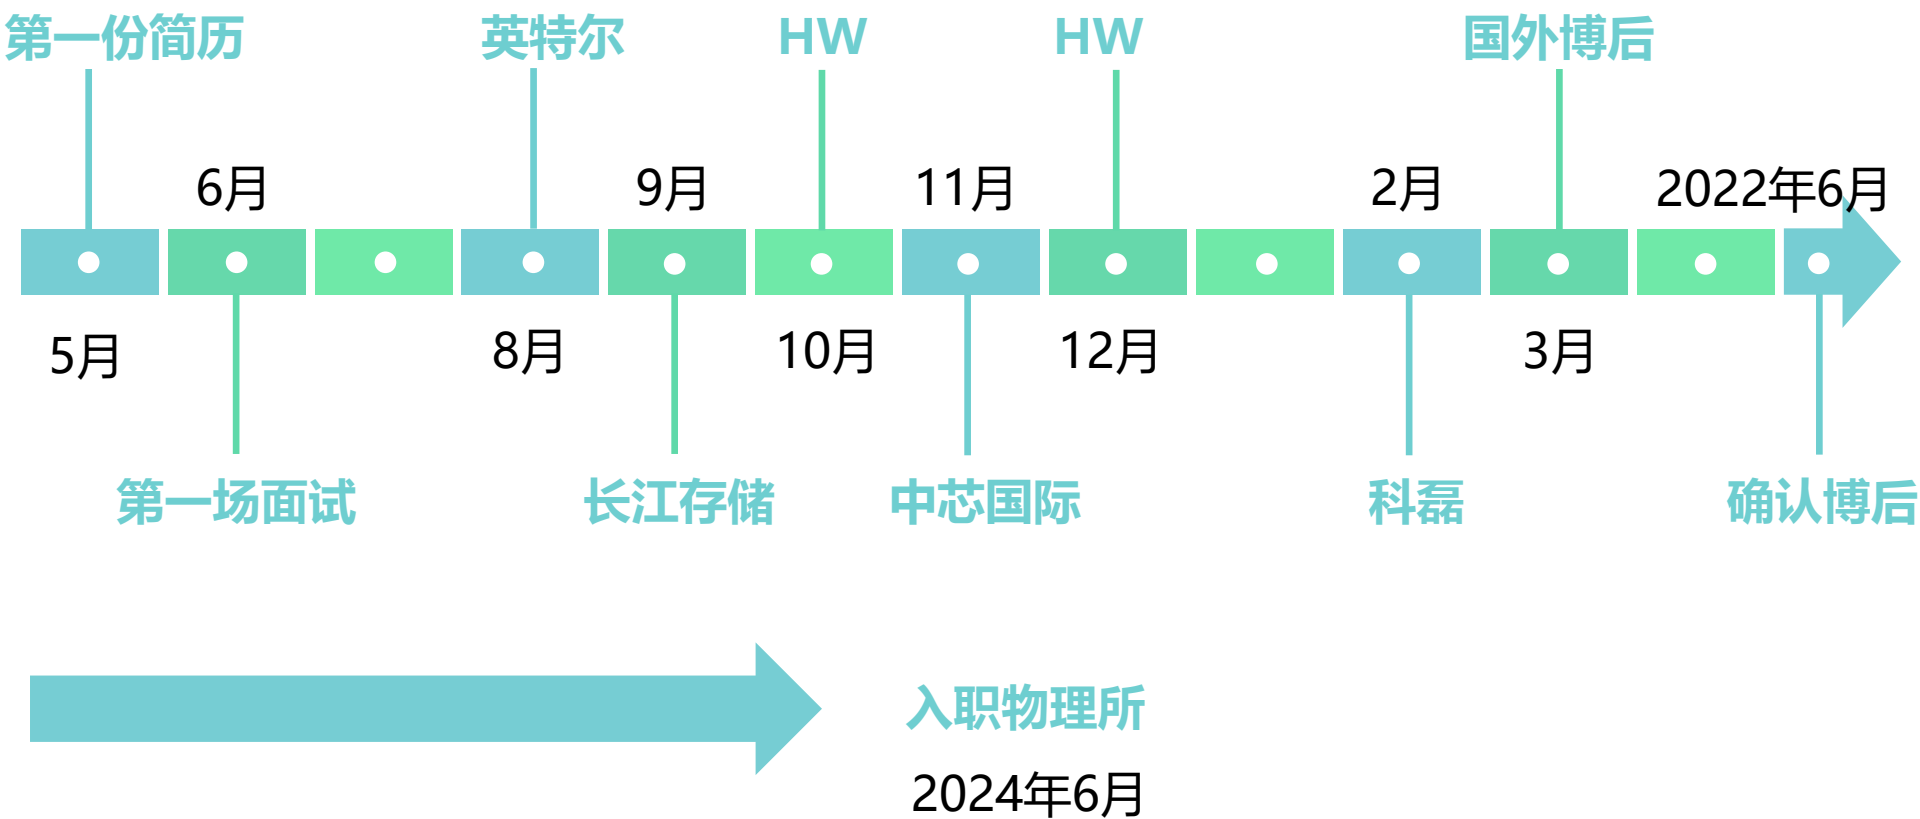 第一份简历
英特尔
HW
HW
国外博后
6月
9月
11月
2月
2022年6月
5月
8月
10月
12月
3月
第一场面试
长江存储
中芯国际
科磊
确认博后
入职物理所
2024年6月